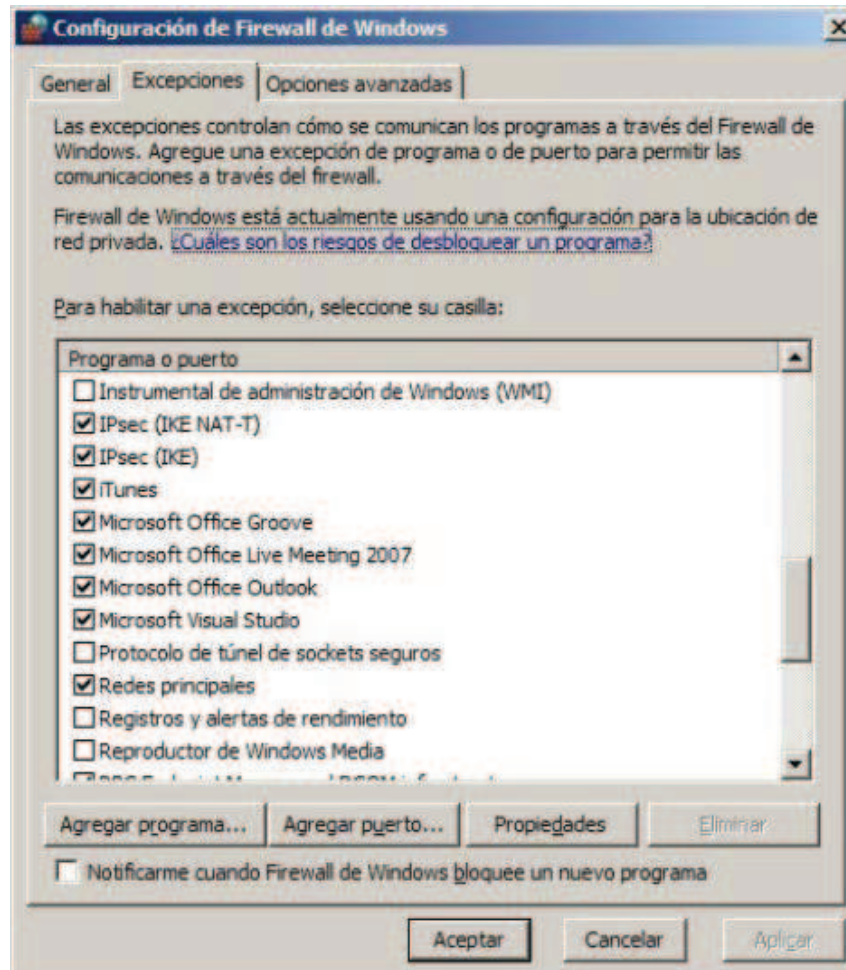 Configuración de Firewall de Windows
General Excepciones Opciones avanzadas
Las excepciones controlan cómo se comunican los programas a través del Firewall de
Windows. Agregue una excepción de programa o de puerto para permitir las
comunicaciones a través del firewall.
Firewall de Windows está actualmente usando una configuración para la ubicación de
red privada. ¿Cuáles son los riesgos de desbloquear un programa?
Para habilitar una excepción, seleccione su casilla:
Programa o puerto
Instrumental de administración de Windows (WMI)
IPsec (IKE NAT-T)
IPsec (IKE)
iTunes
Microsoft Office Groove
Microsoft Office Live Meeting 2007
Microsoft Office Outlook
Microsoft Visual Studio
Protocolo de túnel de sockets seguros
Redes principales
Registros y alertas de rendimiento
Reproductor de Windows Media
Agregar programa... Agregar puerto... Propiedades Eliminar
Notificarme cuando Firewall de Windows bloquee un nuevo programa
Aceptar Cancelar Aplicar